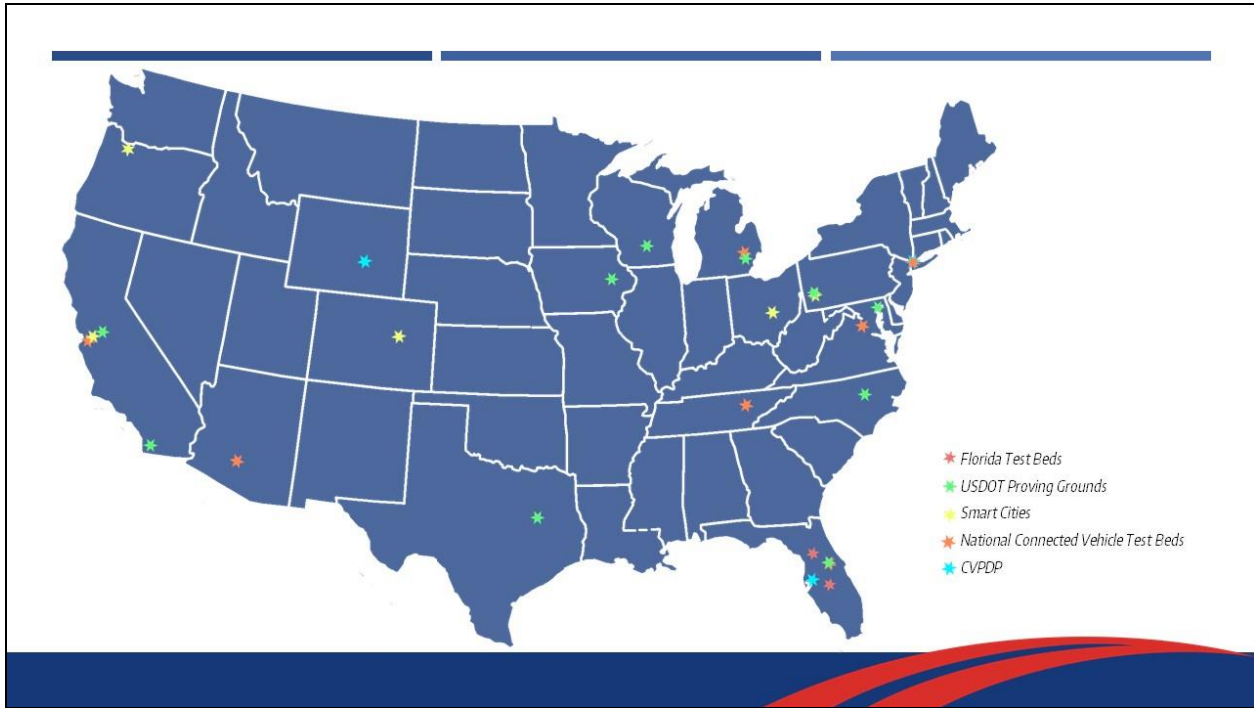 Florida Test Beds
USDOT Proving Grounds
Smart Cities
National Connected Vehicle Test Beds
CVPDP